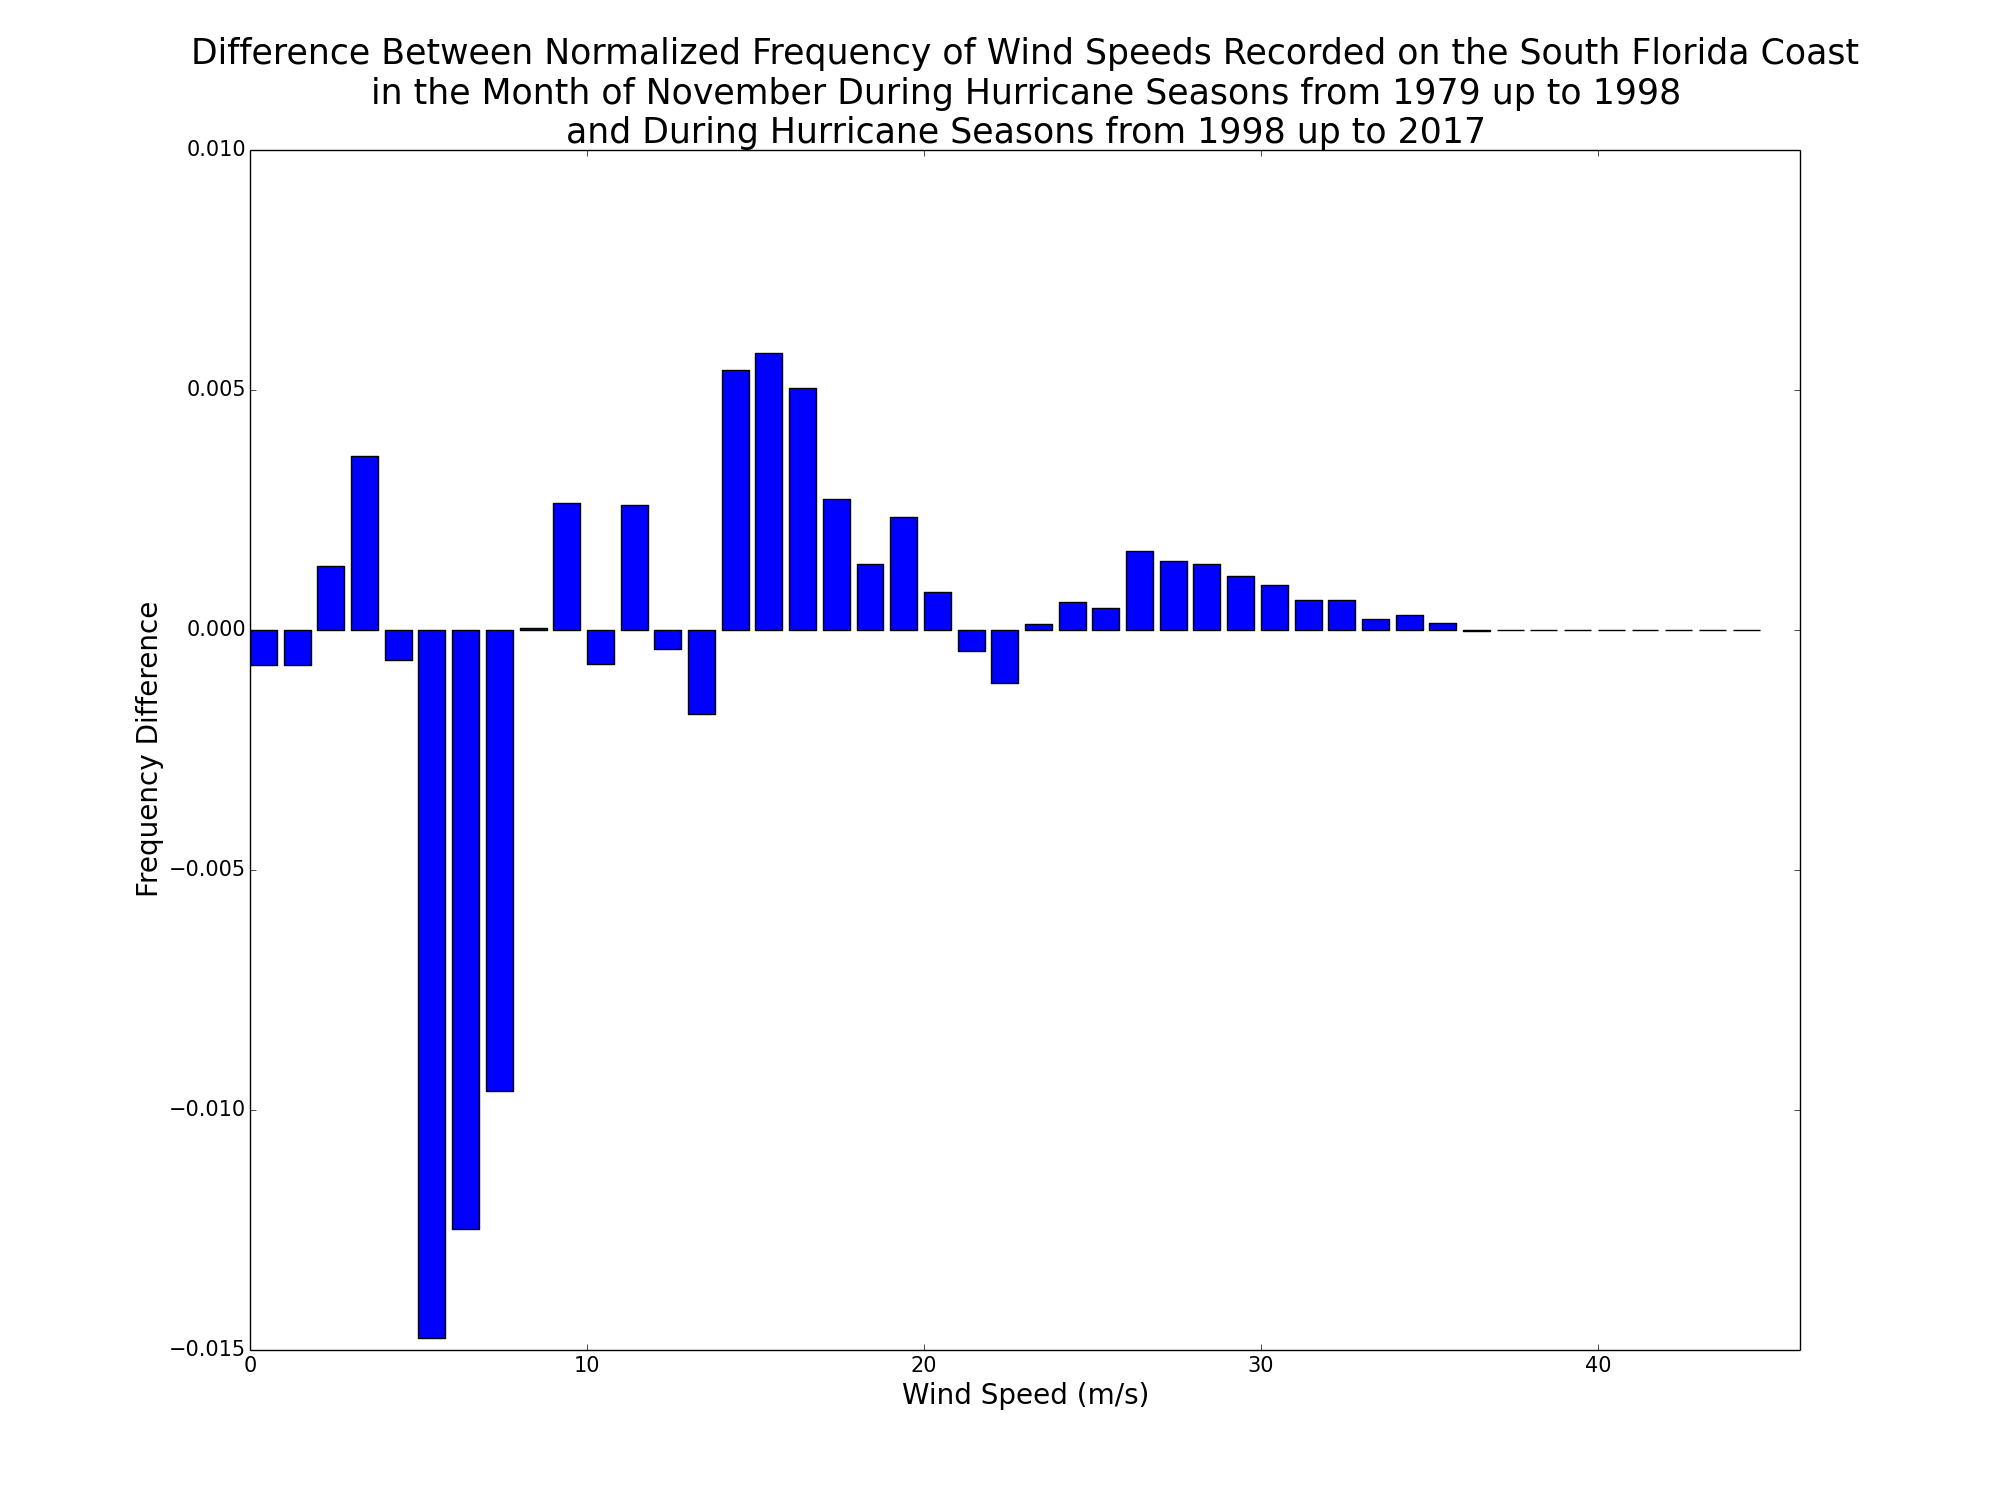 Difference Between Normalized Frequency of Wind Speeds Recorded on the South Florida Coast
in the Month of November During Hurricane Seasons from 1979 up to 1998
and During Hurricane Seasons from 1998 up to 2017
0.010
0.005
0.000
−0.005
−0.010
−0.015
Frequency Difference
0 10 20 30 40
Wind Speed (m/s)